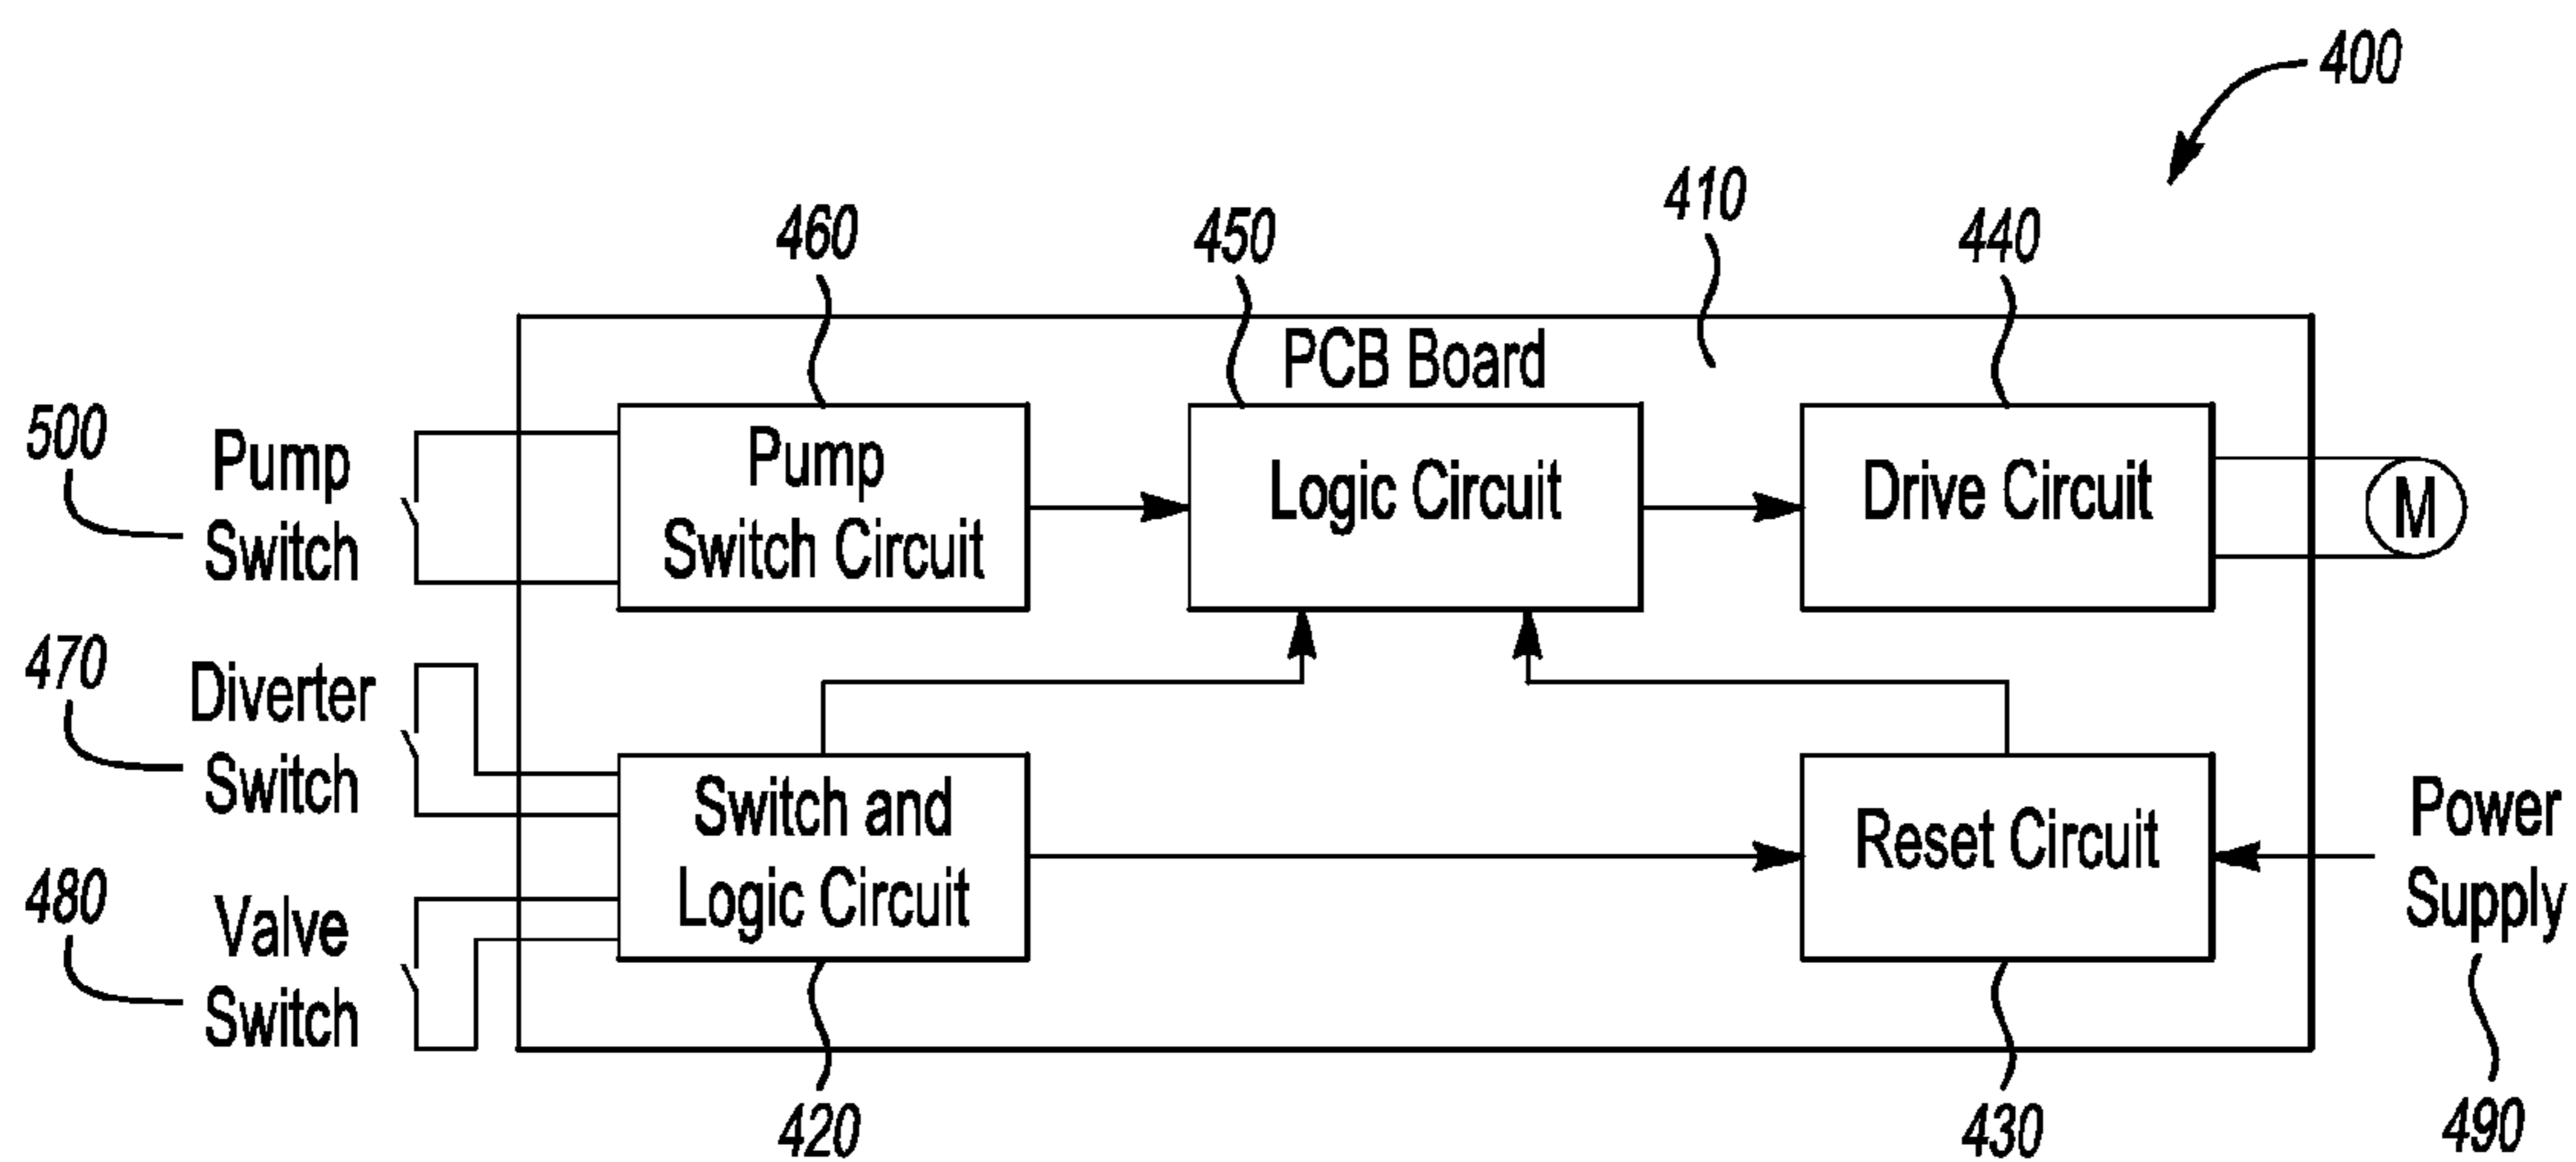 400
410
460
450
440
PCB Board
500
Pump
Switch
Pump
Switch Circuit
Logic Circuit
Drive Circuit
M
470
Diverter
Switch
Switch and
Logic Circuit
Reset Circuit
Power
Supply
480
Valve
Switch
420
430
490